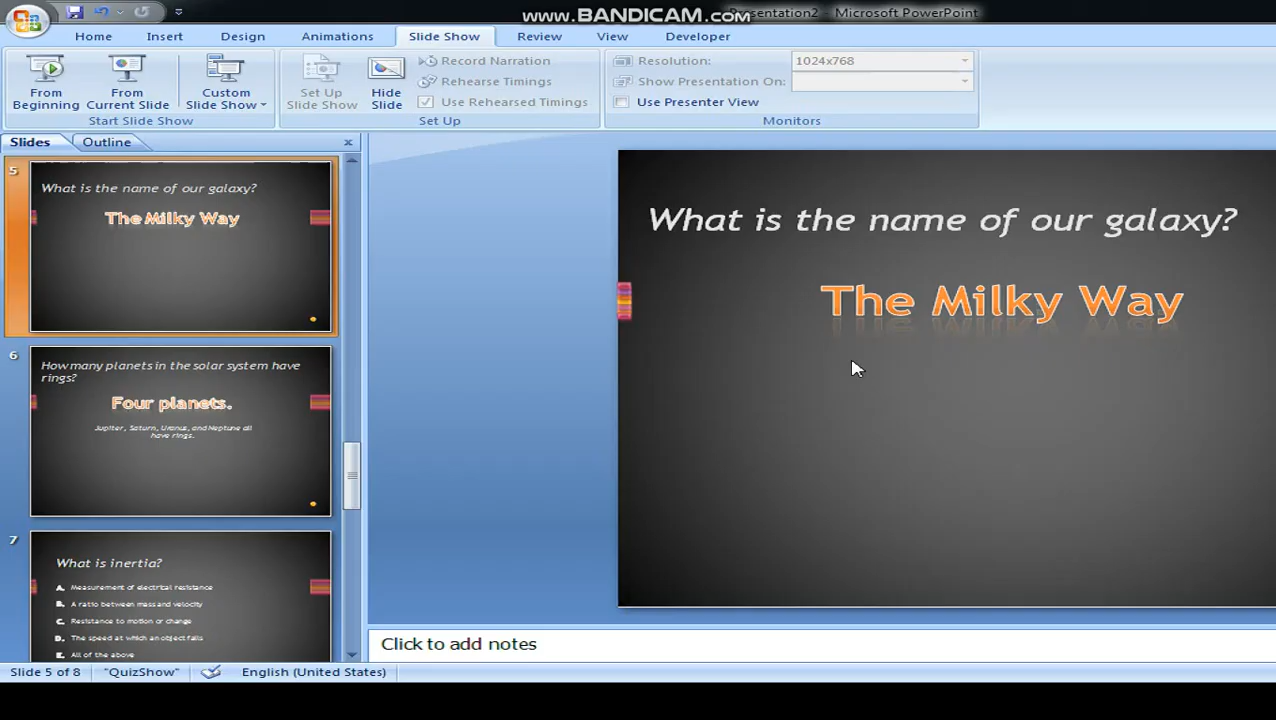 www.BANDICAM.com
Presentation2 - Microsoft PowerPoint
Home Insert Design Animations Slide Show Review View Developer
From Beginning
From Current Slide
Custom Slide Show
Start Slide Show
Set Up Slide Show
Hide Slide
Record Narration
Rehearse Timings
Use Rehearsed Timings
Set Up
Resolution: 1024x768
Show Presentation On:
Use Presenter View
Monitors
Slides Outline
5
What is the name of our galaxy?
The Milky Way
6
How many planets in the solar system have
rings?
Four planets.
Jupiter, Saturn, Uranus, and Neptune all
have rings.
7
What is inertia?
A. Measurement of electrical resistance
B. A ratio between mass and velocity
C. Resistance to motion or change
D. The speed at which an object falls
E. All of the above
What is the name of our galaxy?
The Milky Way
Click to add notes
Slide 5 of 8 "QuizShow" English (United States)